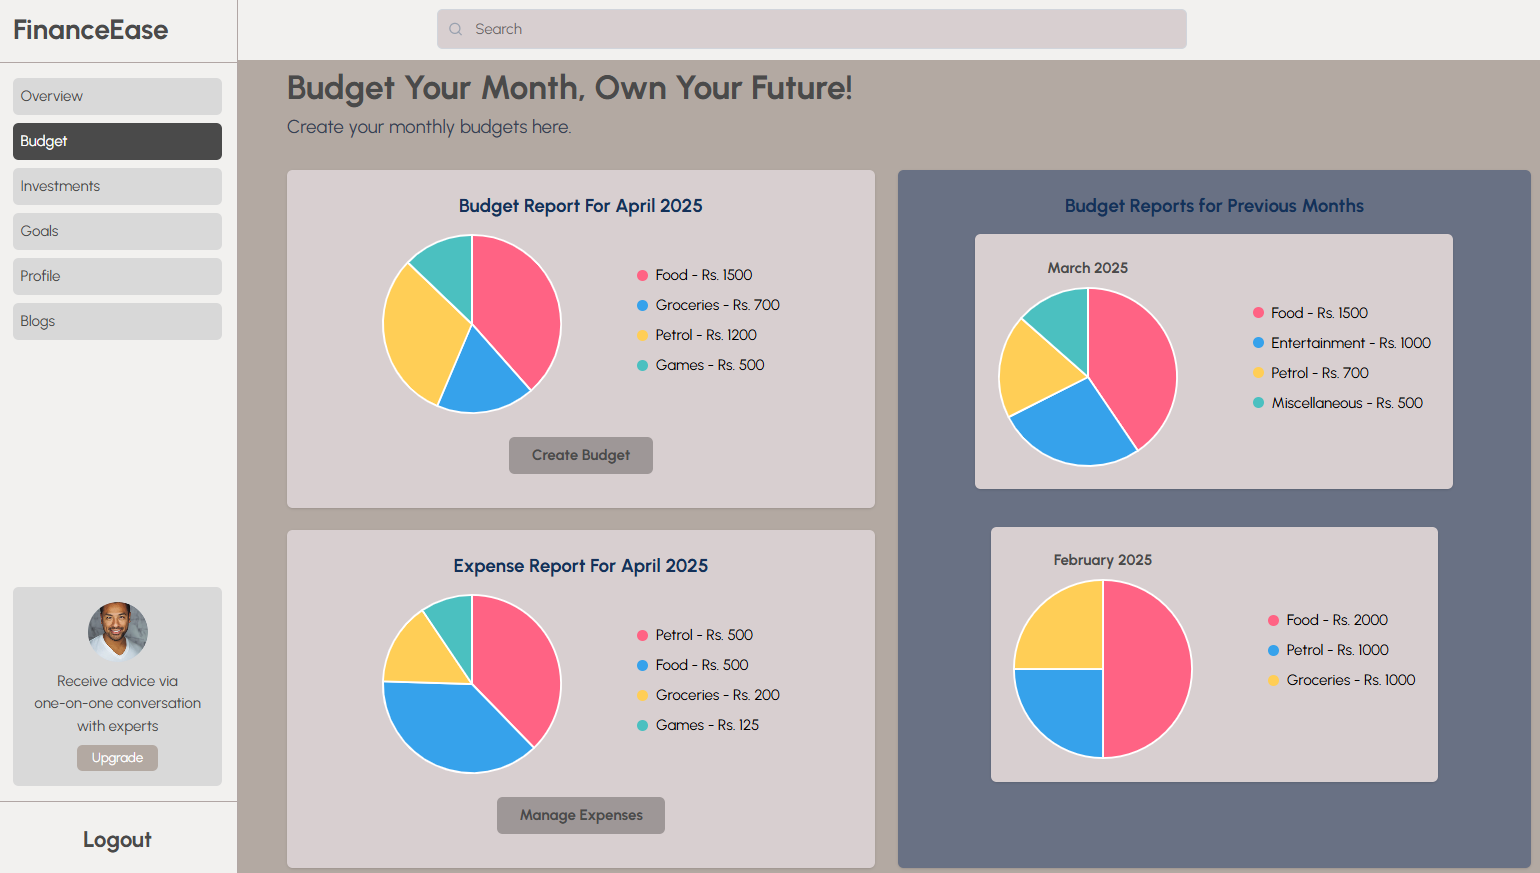 FinanceEase
Search
Overview
Budget
Investments
Goals
Profile
Blogs
Receive advice via
one-on-one conversation
with experts
Upgrade
Logout
Budget Your Month, Own Your Future!
Create your monthly budgets here.
Budget Report For April 2025
Food - Rs. 1500
Groceries - Rs. 700
Petrol - Rs. 1200
Games - Rs. 500
Create Budget
Expense Report For April 2025
Petrol - Rs. 500
Food - Rs. 500
Groceries - Rs. 200
Games - Rs. 125
Manage Expenses
Budget Reports for Previous Months
March 2025
Food - Rs. 1500
Entertainment - Rs. 1000
Petrol - Rs. 700
Miscellaneous - Rs. 500
February 2025
Food - Rs. 2000
Petrol - Rs. 1000
Groceries - Rs. 1000